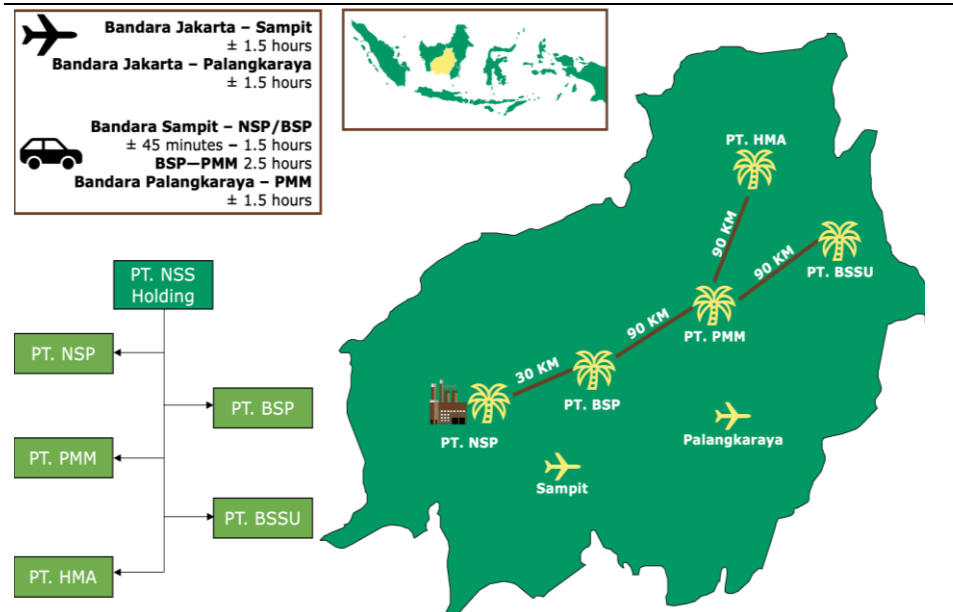 Bandara Jakarta – Sampit
± 1.5 hours
Bandara Jakarta – Palangkaraya
± 1.5 hours
Bandara Sampit – NSP/BSP
± 45 minutes – 1.5 hours
BSP—PMM 2.5 hours
Bandara Palangkaraya – PMM
± 1.5 hours
PT. NSS
Holding
PT. NSP
PT. BSP
PT. PMM
PT. BSSU
PT. HMA
PT. HMA
90 KM
90 KM
PT. BSSU
90 KM
PT. PMM
30 KM
PT. BSP
PT. NSP
Palangkaraya
Sampit